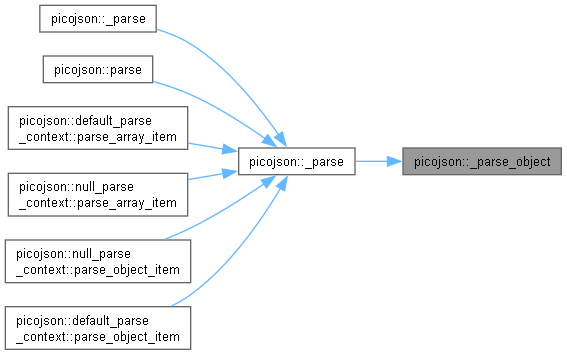 picojson::_parse
picojson::parse
picojson::default_parse
_context::parse_array_item
picojson::null_parse
_context::parse_array_item
picojson::null_parse
_context::parse_object_item
picojson::default_parse
_context::parse_object_item
picojson::_parse
picojson::_parse_object